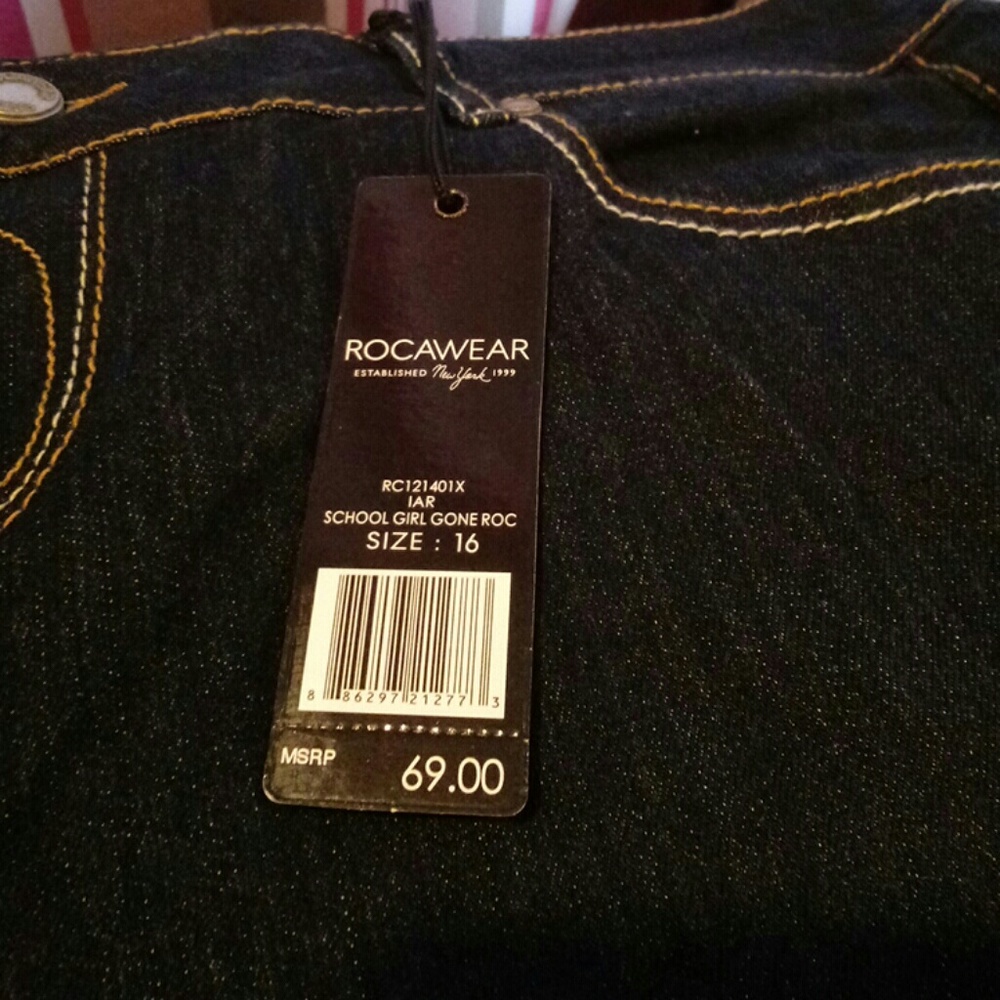 ROCAWEAR
ESTABLISHED New York 1999
RC121401X
IAR
SCHOOL GIRL GONE ROC
SIZE : 16
8 86297 21277 3
MSRP 69.00